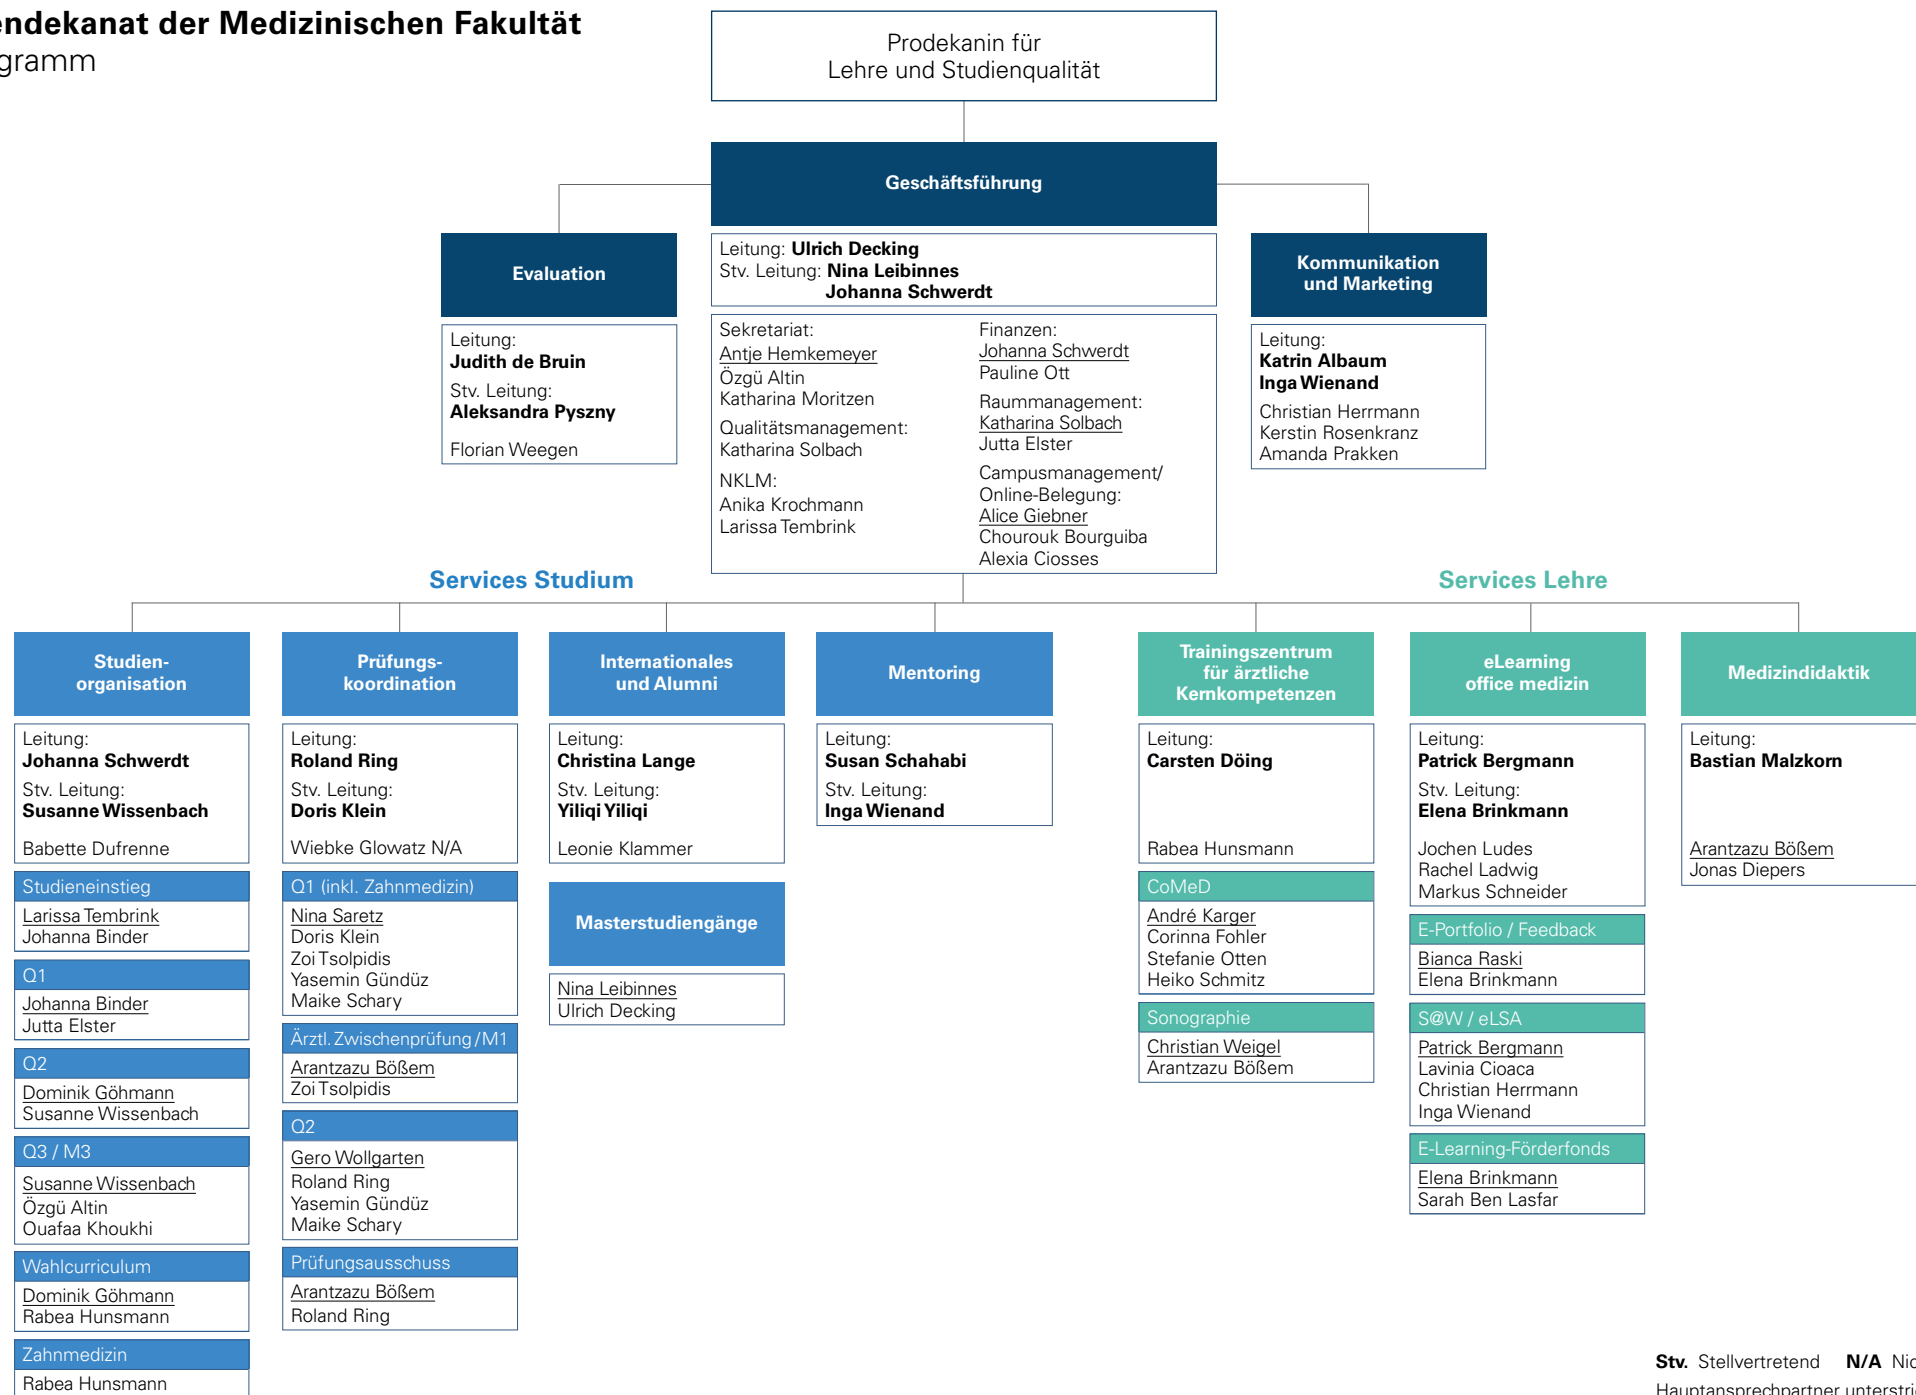 endekanat der Medizinischen Fakultät
gramm
Prodekanin für
Lehre und Studienqualität
Geschäftsführung
Leitung: Ulrich Decking
Stv. Leitung: Nina Leibinnes
Johanna Schwerdt
Sekretariat:
Antje Hemkemeyer
Özgü Altin
Katharina Moritzen
Qualitätsmanagement:
Katharina Solbach
NKLM:
Anika Krochmann
Larissa Tembrink
Finanzen:
Johanna Schwerdt
Pauline Ott
Raummanagement:
Katharina Solbach
Jutta Elster
Campusmanagement/
Online-Belegung:
Alice Giebner
Chourouk Bourguiba
Alexia Ciosses
Evaluation
Leitung:
Judith de Bruin
Stv. Leitung:
Aleksandra Pyszny
Florian Weegen
Kommunikation
und Marketing
Leitung:
Katrin Albaum
Inga Wienand
Christian Herrmann
Kerstin Rosenkranz
Amanda Prakken
Services Studium
Services Lehre
Studien-
organisation
Leitung:
Johanna Schwerdt
Stv. Leitung:
Susanne Wissenbach
Babette Dufrenne
Studieneinstieg
Larissa Tembrink
Johanna Binder
Q1
Johanna Binder
Jutta Elster
Q2
Dominik Göhmann
Susanne Wissenbach
Q3 / M3
Susanne Wissenbach
Özgü Altin
Ouafaa Khoukhi
Wahlcurriculum
Dominik Göhmann
Rabea Hunsmann
Zahnmedizin
Rabea Hunsmann
Prüfungs-
koordination
Leitung:
Roland Ring
Stv. Leitung:
Doris Klein
Wiebke Glowatz N/A
Q1 (inkl. Zahnmedizin)
Nina Saretz
Doris Klein
Zoi Tsolpidis
Yasemin Gündüz
Maike Schary
Ärztl. Zwischenprüfung / M1
Arantzazu Bößem
Zoi Tsolpidis
Q2
Gero Wollgarten
Roland Ring
Yasemin Gündüz
Maike Schary
Prüfungsausschuss
Arantzazu Bößem
Roland Ring
Internationales
und Alumni
Leitung:
Christina Lange
Stv. Leitung:
Yiliqi Yiliqi
Leonie Klammer
Masterstudiengänge
Nina Leibinnes
Ulrich Decking
Mentoring
Leitung:
Susan Schahabi
Stv. Leitung:
Inga Wienand
Trainingszentrum
für ärztliche
Kernkompetenzen
Leitung:
Carsten Döing
Rabea Hunsmann
CoMeD
André Karger
Corinna Fohler
Stefanie Otten
Heiko Schmitz
Sonographie
Christian Weigel
Arantzazu Bößem
eLearning
office medizin
Leitung:
Patrick Bergmann
Stv. Leitung:
Elena Brinkmann
Jochen Ludes
Rachel Ladwig
Markus Schneider
E-Portfolio / Feedback
Bianca Raski
Elena Brinkmann
S@W / eLSA
Patrick Bergmann
Lavinia Cioaca
Christian Herrmann
Inga Wienand
E-Learning-Förderfonds
Elena Brinkmann
Sarah Ben Lasfar
Medizindidaktik
Leitung:
Bastian Malzkorn
Arantzazu Bößem
Jonas Diepers
Stv. Stellvertretend N/A
Hauptansprechpartner